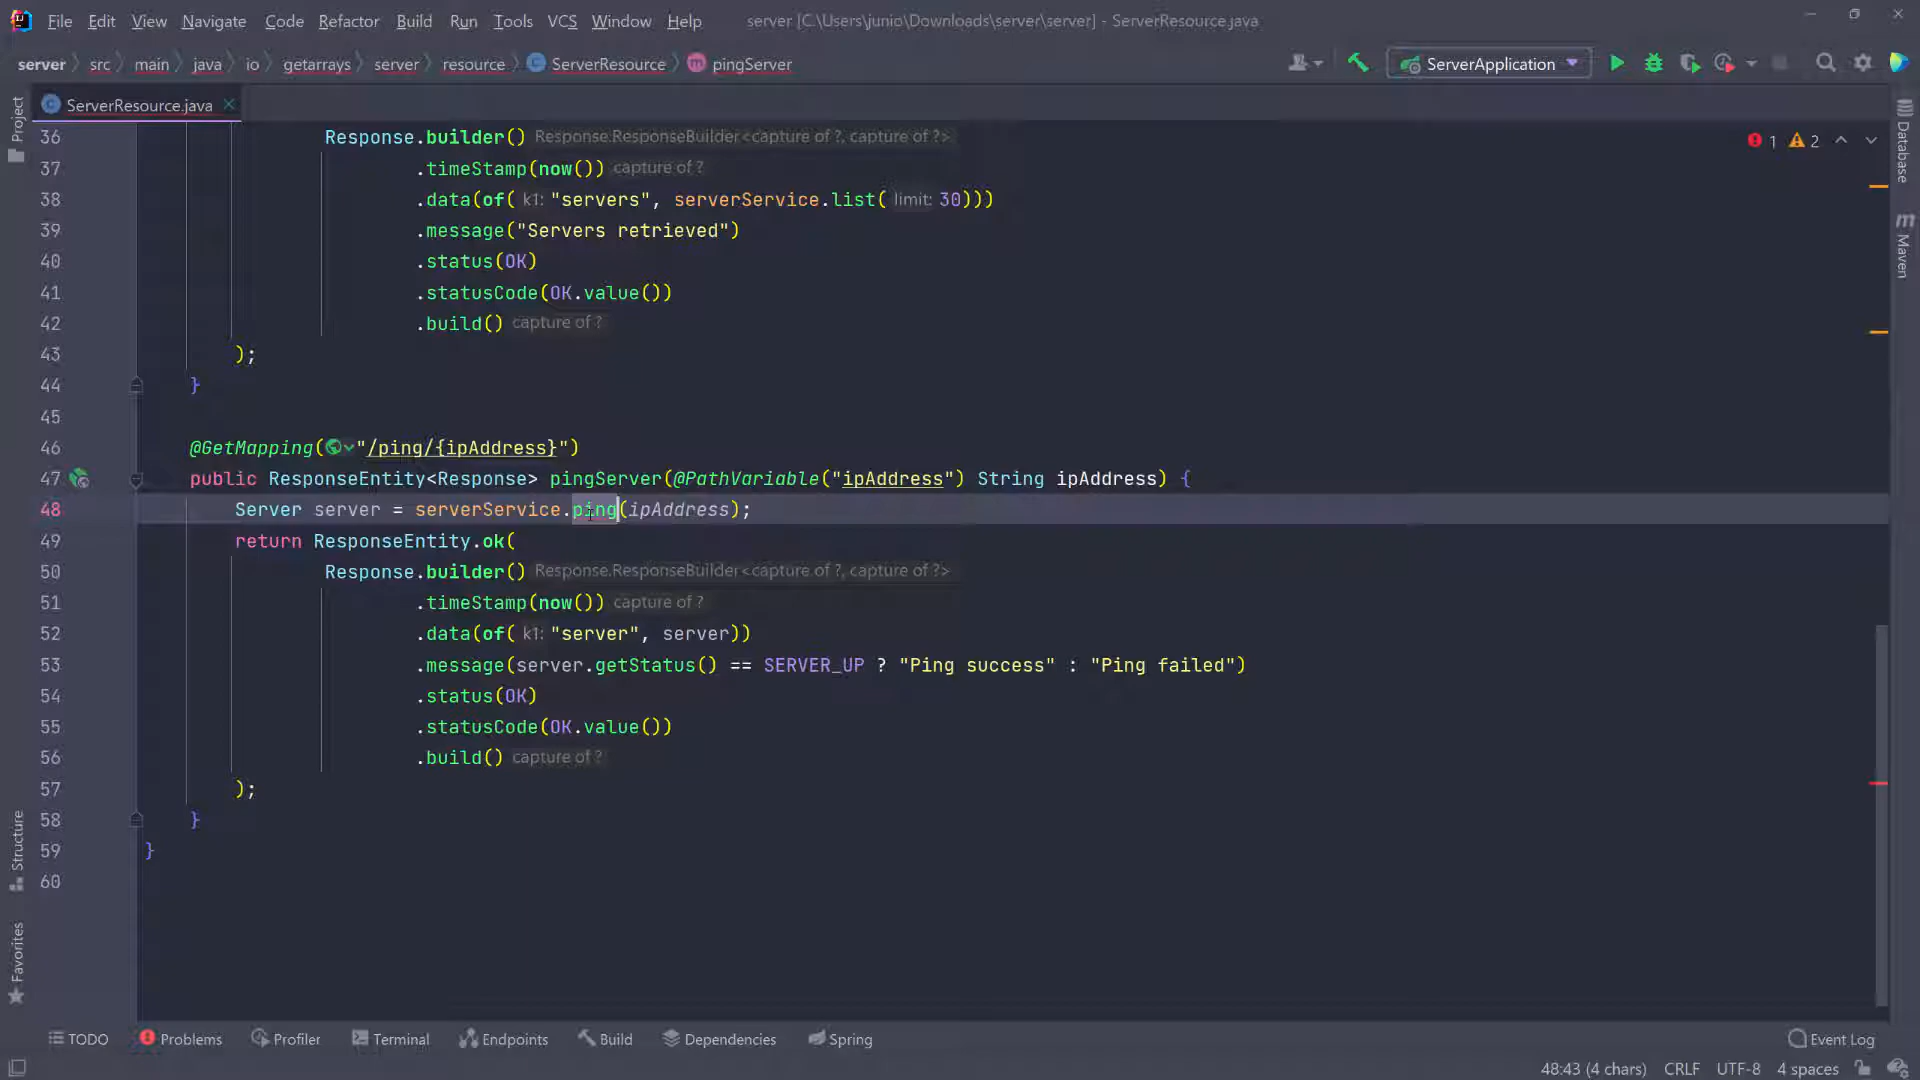 File Edit View Navigate Code Refactor Build Run Tools VCS Window Help server [C:\Users\junio\Downloads\server\server] - ServerResource.java
server src main java io getarrays server resource ServerResource pingServer ServerApplication
ServerResource.java
36 Response.builder() Response.ResponseBuilder<capture of ?, capture of ?>
37 .timeStamp(now()) capture of ?
38 .data(of( k1: "servers", serverService.list( limit: 30)))
39 .message("Servers retrieved")
40 .status(OK)
41 .statusCode(OK.value())
42 .build() capture of ?
43 );
44 }
45
46 @GetMapping("/ping/{ipAddress}")
47 public ResponseEntity<Response> pingServer(@PathVariable("ipAddress") String ipAddress) {
48 Server server = serverService.ping(ipAddress);
49 return ResponseEntity.ok(
50 Response.builder() Response.ResponseBuilder<capture of ?, capture of ?>
51 .timeStamp(now()) capture of ?
52 .data(of( k1: "server", server))
53 .message(server.getStatus() == SERVER_UP ? "Ping success" : "Ping failed")
54 .status(OK)
55 .statusCode(OK.value())
56 .build() capture of ?
57 );
58 }
59 }
60
1 2
Project
Structure
Favorites
Database
m Maven
TODO Problems Profiler Terminal Endpoints Build Dependencies Spring Event Log
48:43 (4 chars) CRLF UTF-8 4 spaces